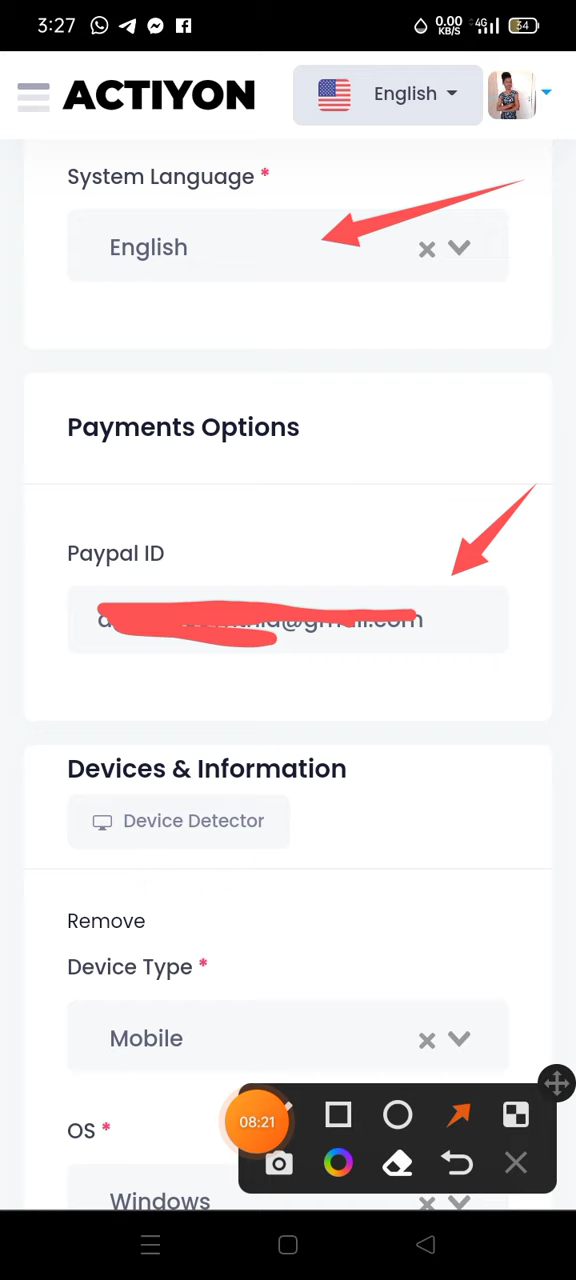 3:27
0.00
KB/S
4G
34
ACTIYON
English
System Language *
English
Payments Options
Paypal ID
Devices & Information
Device Detector
Remove
Device Type *
Mobile
08:21
OS *
Windows